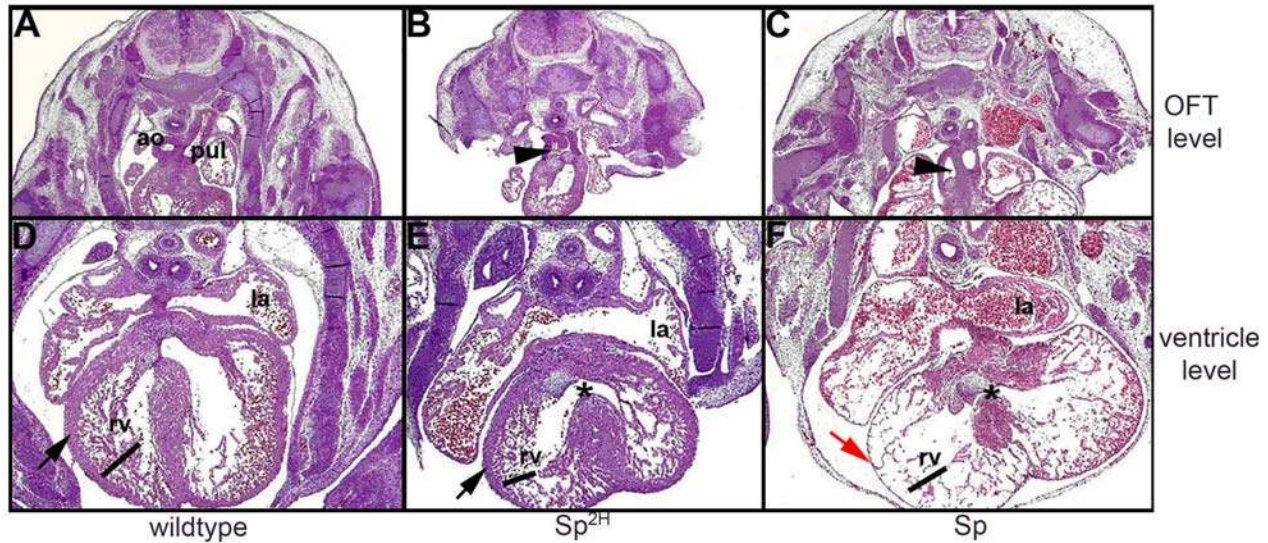 A
B
C
ao
pul
OFT
level
D
E
F
la
la
la
*
*
rv
rv
rv
ventricle
level
wildtype
Sp2H
Sp